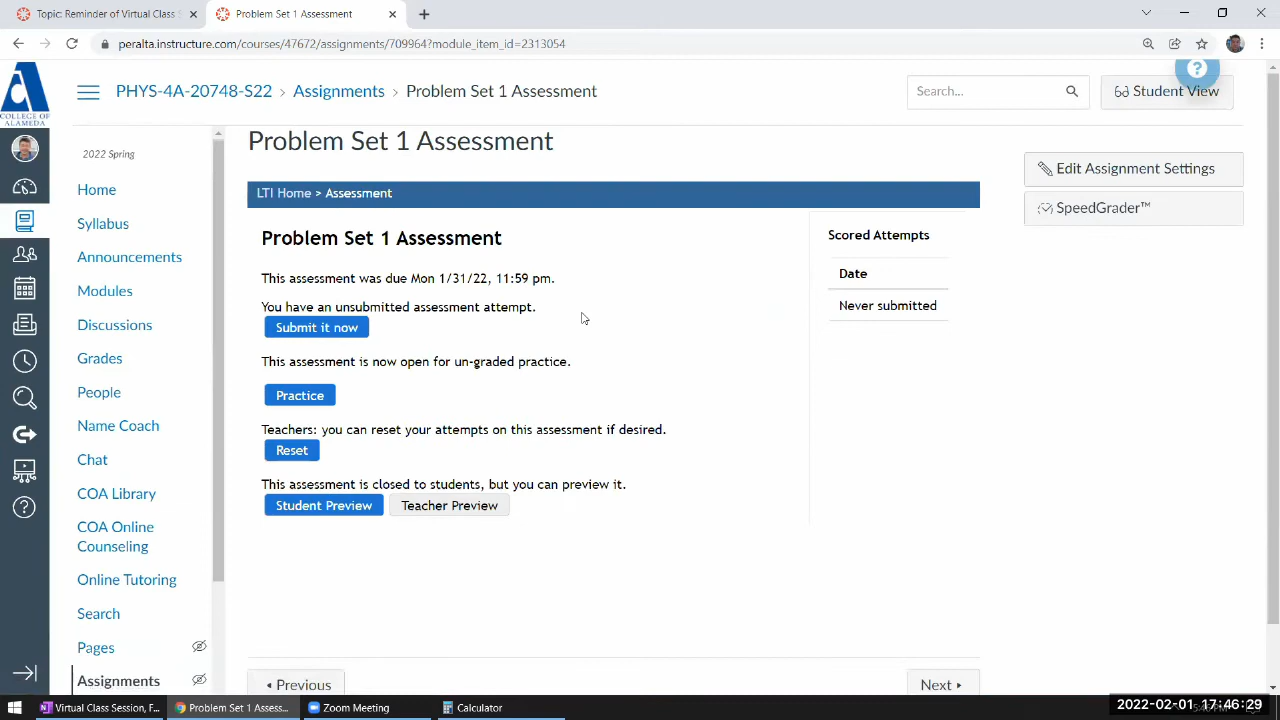 Topic: Reminder of Virtual Class S
Problem Set 1 Assessment
peralta.instructure.com/courses/47672/assignments/709964?module_item_id=2313054
COLLEGE OF
ALAMEDA
PHYS-4A-20748-S22 › Assignments › Problem Set 1 Assessment
Search...
Student View
2022 Spring
Home
Syllabus
Announcements
Modules
Discussions
Grades
People
Name Coach
Chat
COA Library
COA Online
Counseling
Online Tutoring
Search
Pages
Assignments
Problem Set 1 Assessment
LTI Home > Assessment
Problem Set 1 Assessment
This assessment was due Mon 1/31/22, 11:59 pm.
You have an unsubmitted assessment attempt.
Submit it now
This assessment is now open for un-graded practice.
Practice
Teachers: you can reset your attempts on this assessment if desired.
Reset
This assessment is closed to students, but you can preview it.
Student Preview
Teacher Preview
Scored Attempts
Date
Never submitted
Edit Assignment Settings
SpeedGrader™
Previous
Next
Virtual Class Session, F...
Problem Set 1 Assess...
Zoom Meeting
Calculator
2022-02-01 17:46:29